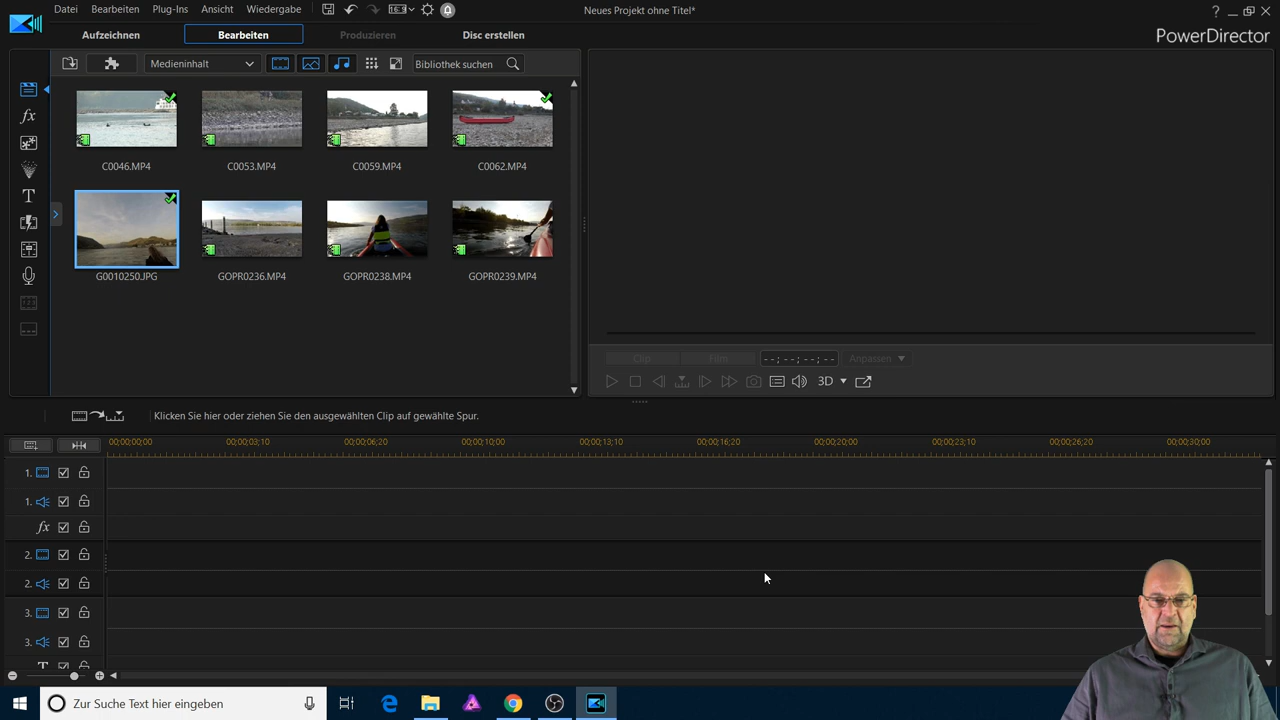 Datei Bearbeiten Plug-Ins Ansicht Wiedergabe
Neues Projekt ohne Titel*
?
PowerDirector
Aufzeichnen Bearbeiten Produzieren Disc erstellen
Medieninhalt
Bibliothek suchen
C0046.MP4 C0053.MP4 C0059.MP4 C0062.MP4
G0010250.JPG GOPR0236.MP4 GOPR0238.MP4 GOPR0239.MP4
fx
T
Clip Film --;--;--;-- Anpassen
3D
Klicken Sie hier oder ziehen Sie den ausgewählten Clip auf gewählte Spur.
00;00;00;00 00;00;03;10 00;00;06;20 00;00;10;00 00;00;13;10 00;00;16;20 00;00;20;00 00;00;23;10 00;00;26;20 00;00;30;00
1.
1.
fx
2.
2.
3.
3.
T
Zur Suche Text hier eingeben